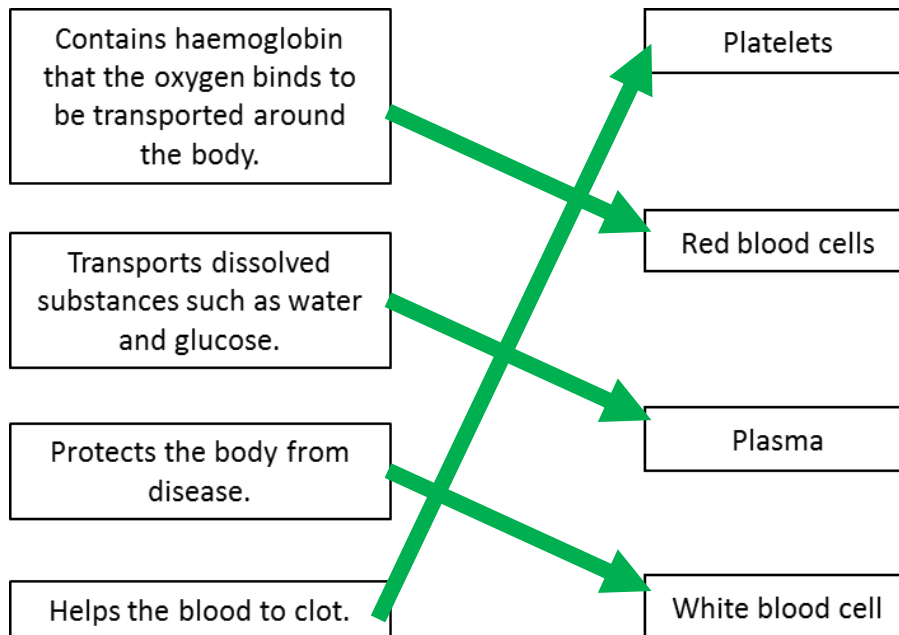 Contains haemoglobin
that the oxygen binds to
be transported around
the body.
Transports dissolved
substances such as water
and glucose.
Protects the body from
disease.
Helps the blood to clot.
Platelets
Red blood cells
Plasma
White blood cell